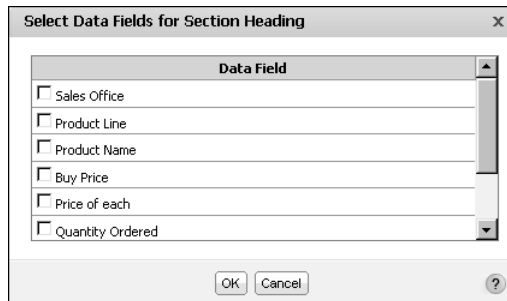 Select Data Fields for Section Heading x
Data Field
Sales Office
Product Line
Product Name
Buy Price
Price of each
Quantity Ordered
OK Cancel ?